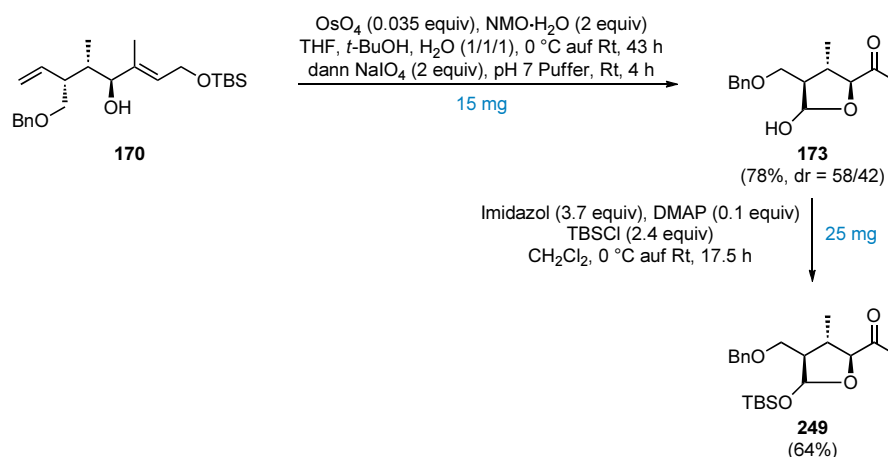 OsO4 (0.035 equiv), NMO·H2O (2 equiv)
THF, t-BuOH, H2O (1/1/1), 0 °C auf Rt, 43 h
dann NaIO4 (2 equiv), pH 7 Puffer, Rt, 4 h
15 mg
OTBS
OH
BnO
170
O
BnO
O
HO
173
(78%, dr = 58/42)
Imidazol (3.7 equiv), DMAP (0.1 equiv)
TBSCl (2.4 equiv)
CH2Cl2, 0 °C auf Rt, 17.5 h
25 mg
O
BnO
O
TBSO
249
(64%)